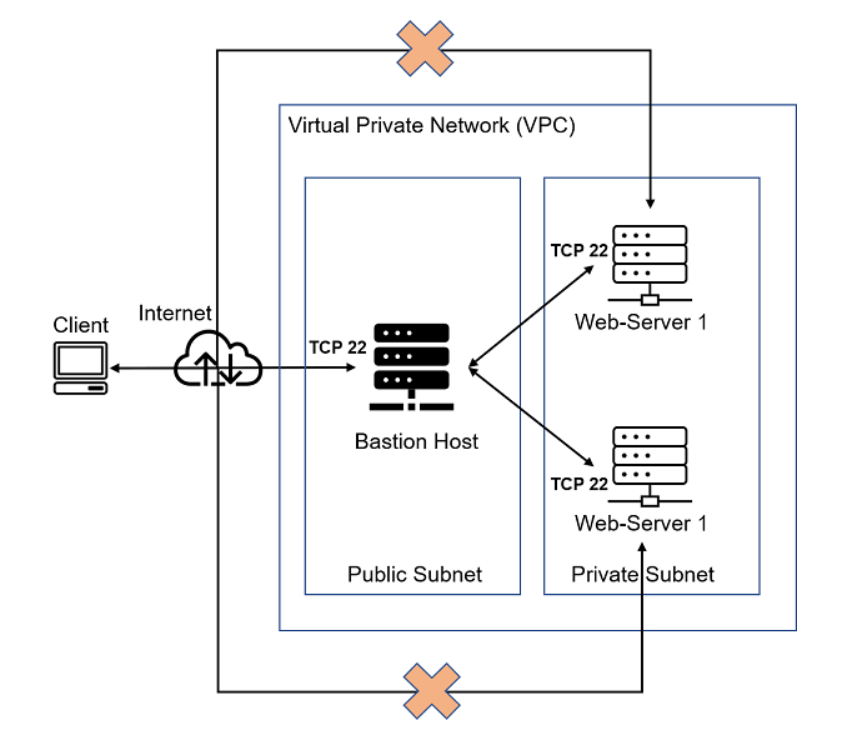 Virtual Private Network (VPC)
Internet
Client
TCP 22
Bastion Host
Public Subnet
TCP 22
Web-Server 1
TCP 22
Web-Server 1
Private Subnet